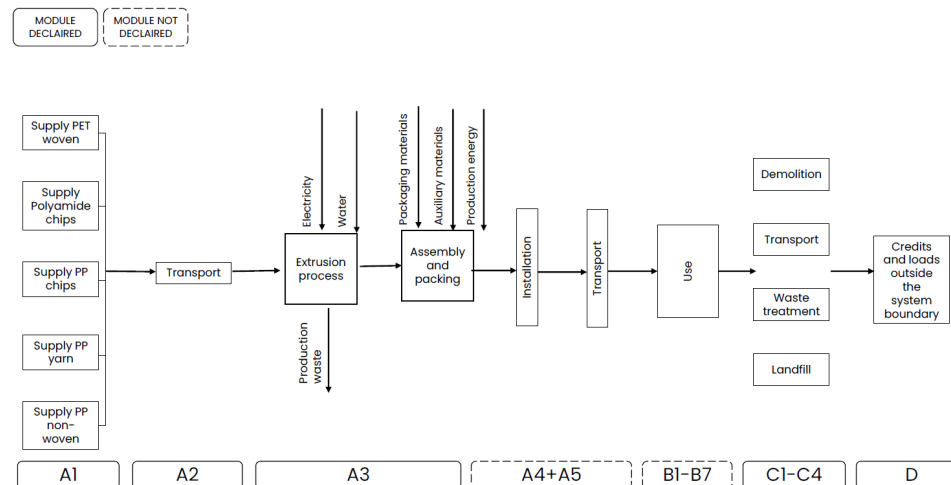 MODULE
DECLAIRED
MODULE NOT
DECLAIRED
Supply PET
woven
Supply
Polyamide
chips
Supply PP
chips
Supply PP
yarn
Supply PP
non-
woven
Transport
Electricity
Water
Extrusion
process
Production
waste
Packaging materials
Auxiliary materials
Production energy
Assembly
and
packing
Installation
Transport
Use
Demolition
Transport
Waste
treatment
Landfill
Credits
and loads
outside
the
system
boundary
A1
A2
A3
A4+A5
B1-B7
C1-C4
D